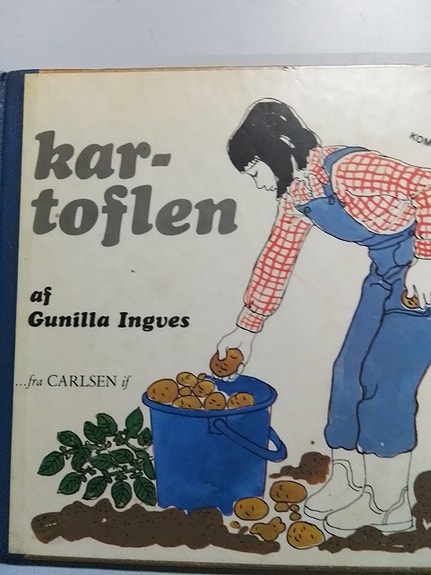 kar-
toflen
af
Gunilla Ingves
...fra CARLSEN if